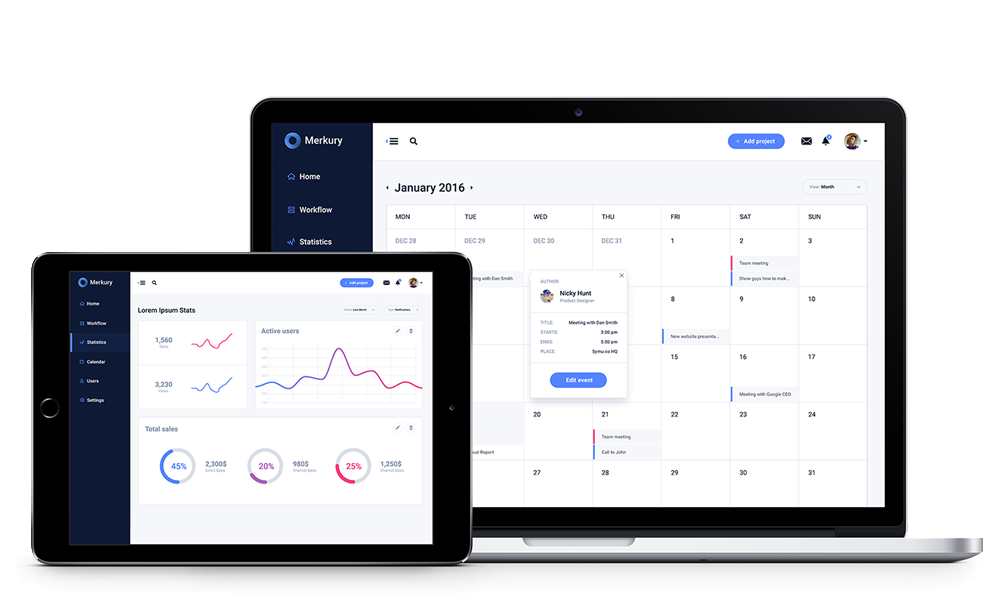 Merkury
Home
Workflow
Statistics
+ Add project
January 2016
View: Month
MON TUE WED THU FRI SAT SUN
DEC 28 DEC 29 DEC 30 DEC 31 1 2 3
Team meeting
Show guys how to mak...
ting with Dan Smith
AUTHOR:
Nicky Hunt
Product Designer
TITLE: Meeting with Dan Smith
STARTS: 3:00 pm
ENDS: 5:00 pm
PLACE: Symu.co HQ
Edit event
8 9 10
New website presenta...
15 16 17
Meeting with Google CEO
20 21 22 23 24
Team meeting
Call to John
ual Report
27 28 29 30 31
Merkury
Home
Workflow
Statistics
Calendar
Users
Settings
+ Add project
Lorem Ipsum Stats
Last Month
Type: Notifications
1,560
Sales
3,230
Views
Active users
Total sales
45%
2,300$
Direct Sales
20%
980$
Channel Sales
25%
1,250$
Channel Sales